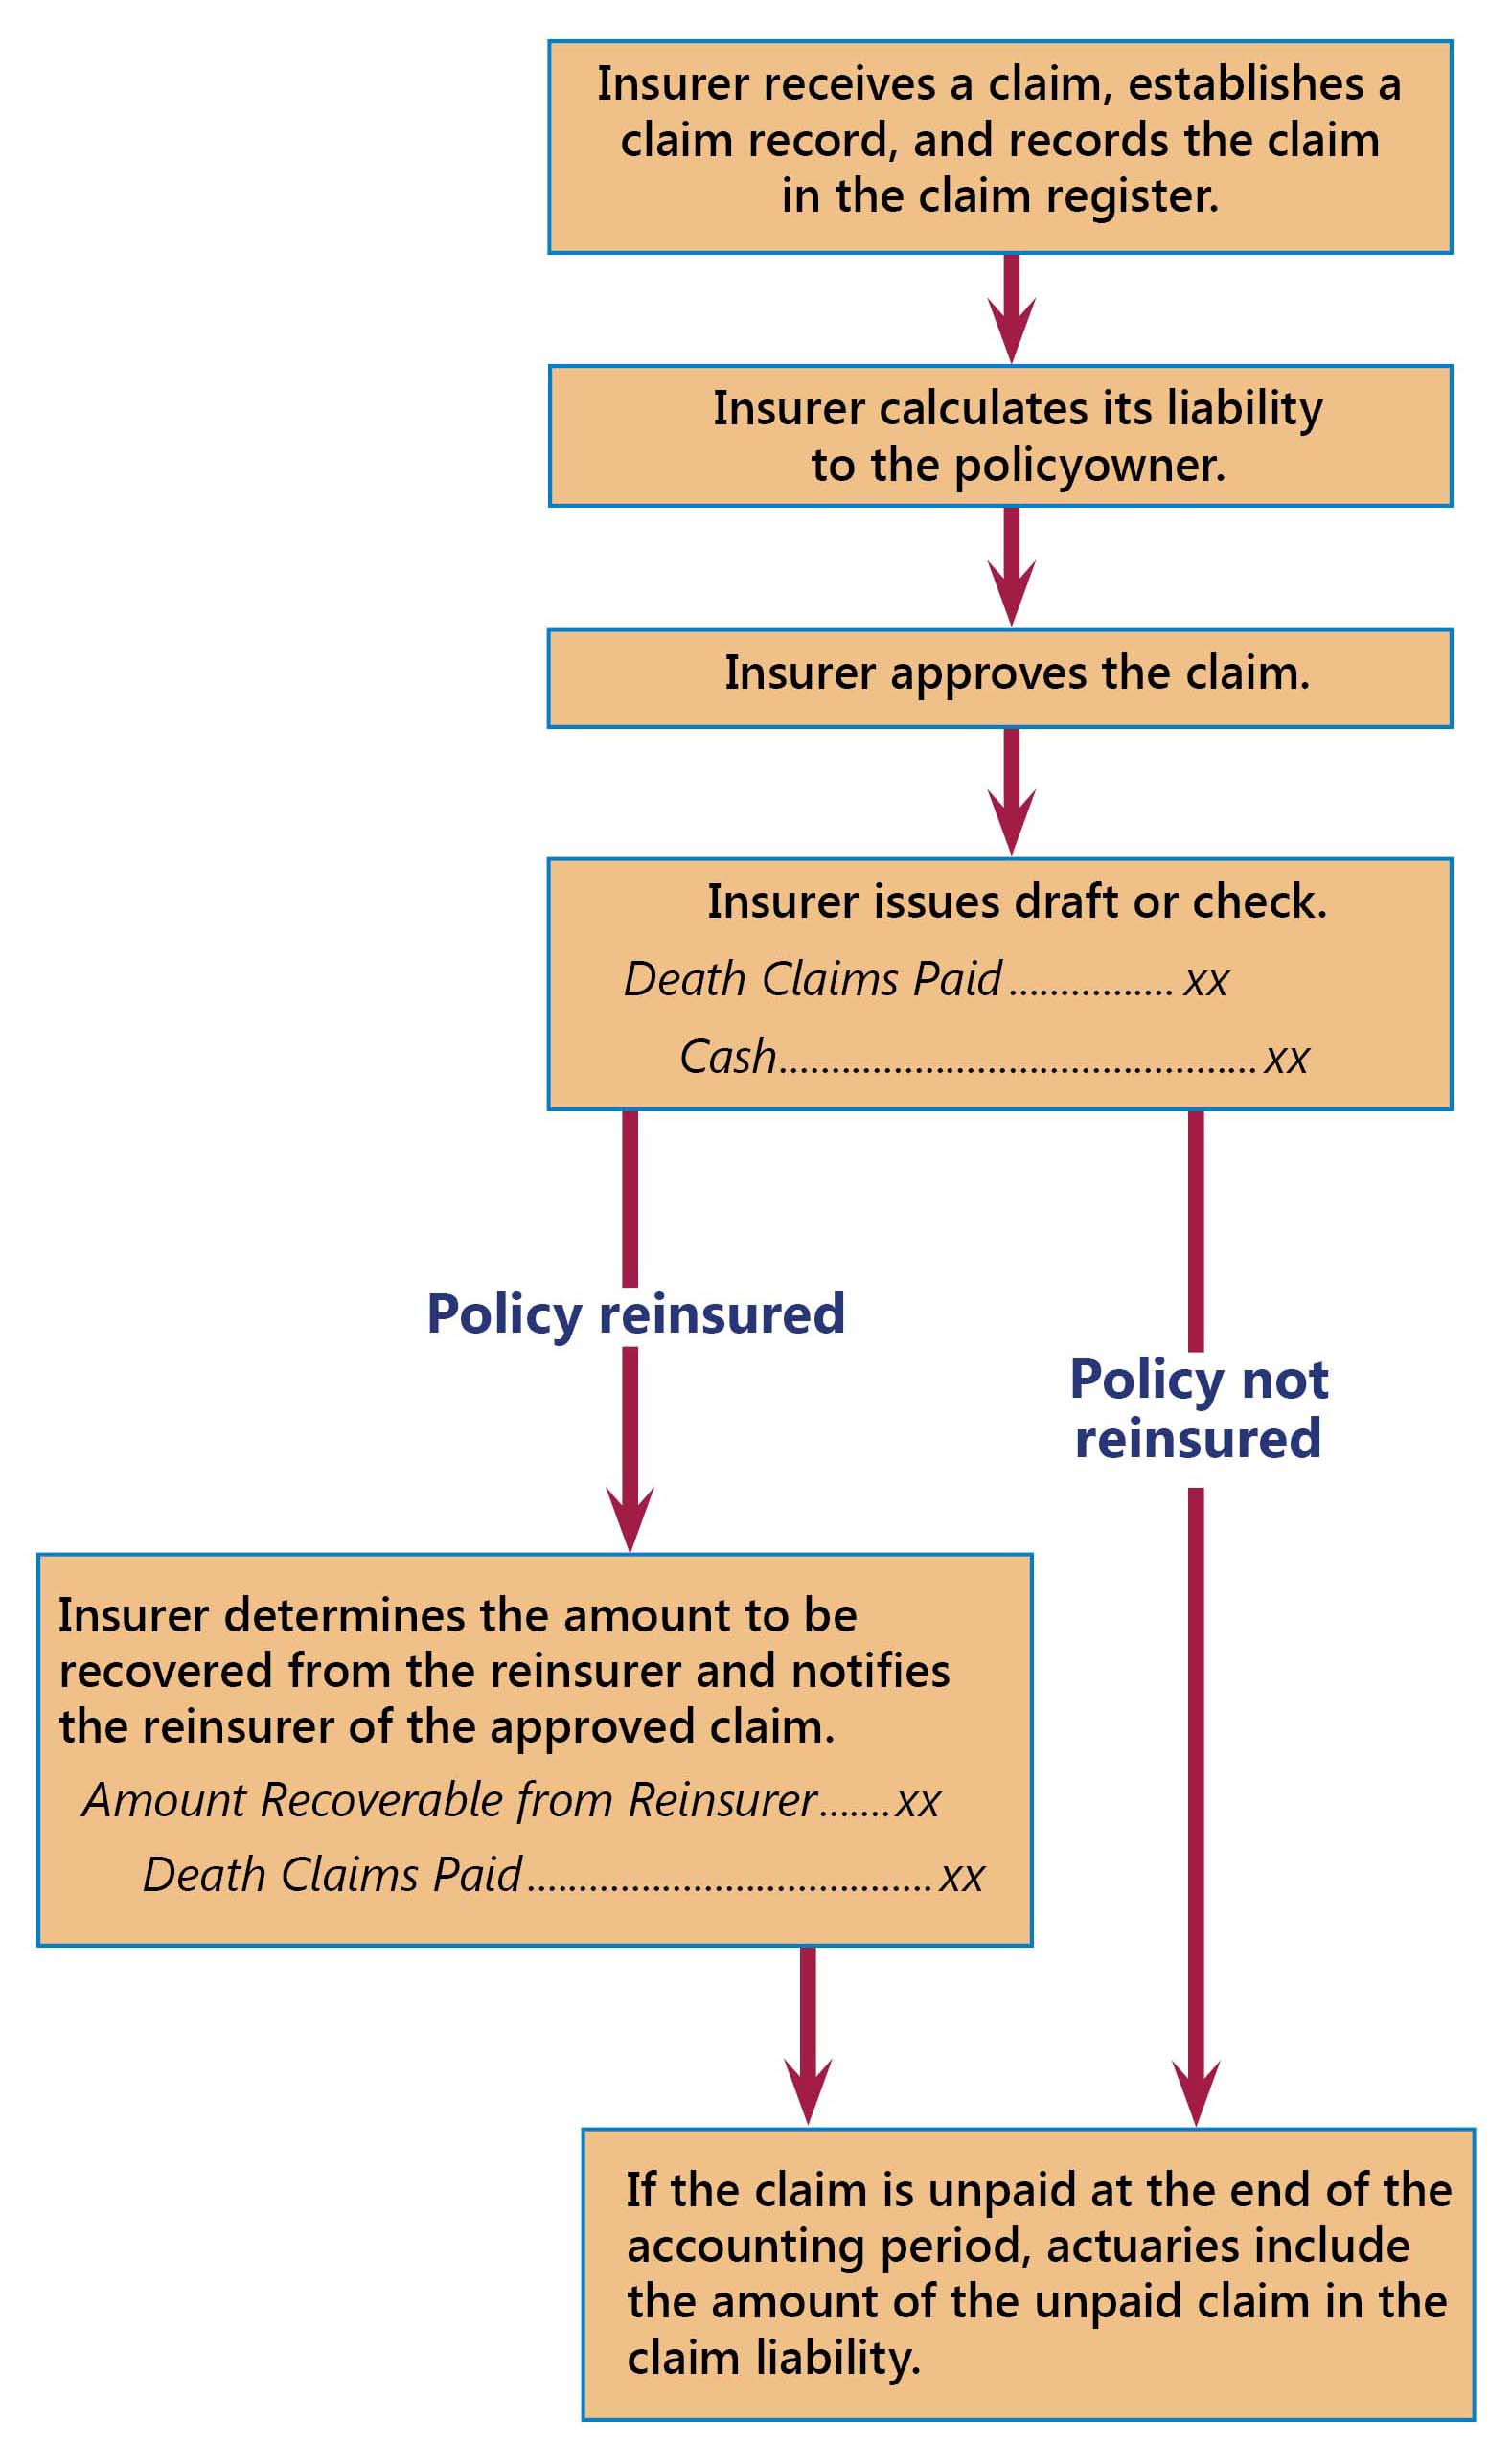 Insurer receives a claim, establishes a
claim record, and records the claim
in the claim register.
Insurer calculates its liability
to the policyowner.
Insurer approves the claim.
Insurer issues draft or check.
Death Claims Paid................ xx
Cash.............................................. xx
Policy reinsured
Policy not
reinsured
Insurer determines the amount to be
recovered from the reinsurer and notifies
the reinsurer of the approved claim.
Amount Recoverable from Reinsurer.......xx
Death Claims Paid.......................................xx
If the claim is unpaid at the end of the
accounting period, actuaries include
the amount of the unpaid claim in the
claim liability.